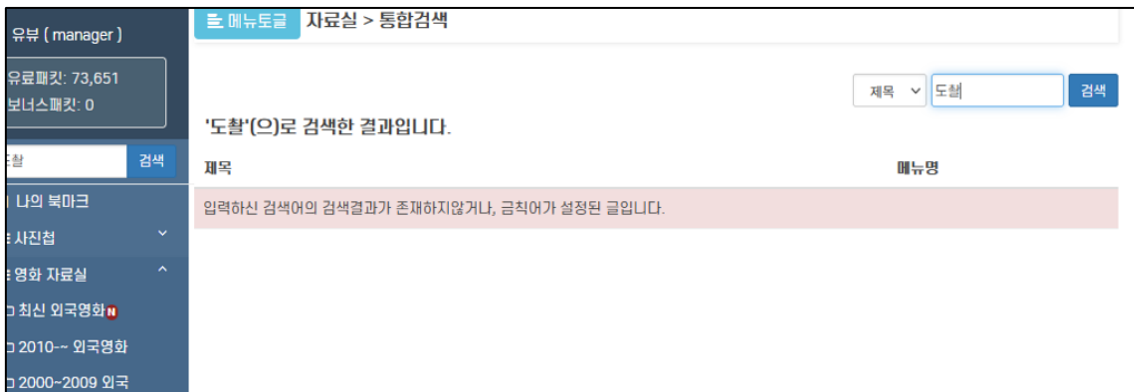 유뷰 ( manager )
메뉴토글 자료실 > 통합검색
유료패킷: 73,651
보너스패킷: 0
제목 도촬 검색
'도촬'(으)로 검색한 결과입니다.
도촬 검색
제목 메뉴명
나의 북마크
입력하신 검색어의 검색결과가 존재하지않거나, 금칙어가 설정된 글입니다.
사진첩
영화 자료실
최신 외국영화 N
2010-~ 외국영화
2000~2009 외국